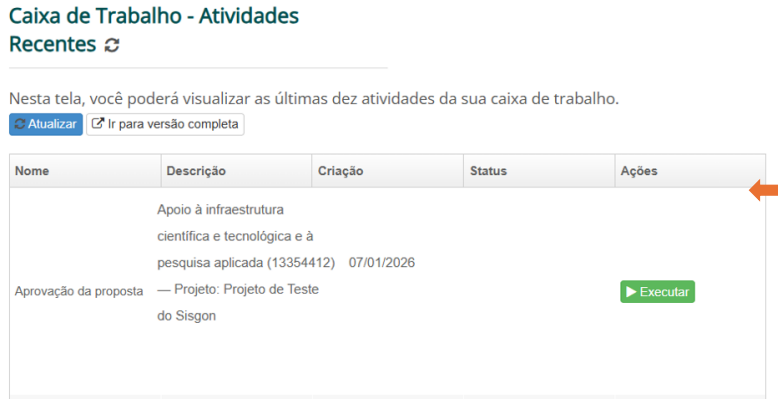 Caixa de Trabalho - Atividades
Recentes
Nesta tela, você poderá visualizar as últimas dez atividades da sua caixa de trabalho.
Atualizar Ir para versão completa
Nome Descrição Criação Status Ações
Aprovação da proposta
Apoio à infraestrutura
científica e tecnológica e à
pesquisa aplicada (13354412)
— Projeto: Projeto de Teste
do Sisgon
07/01/2026
Executar